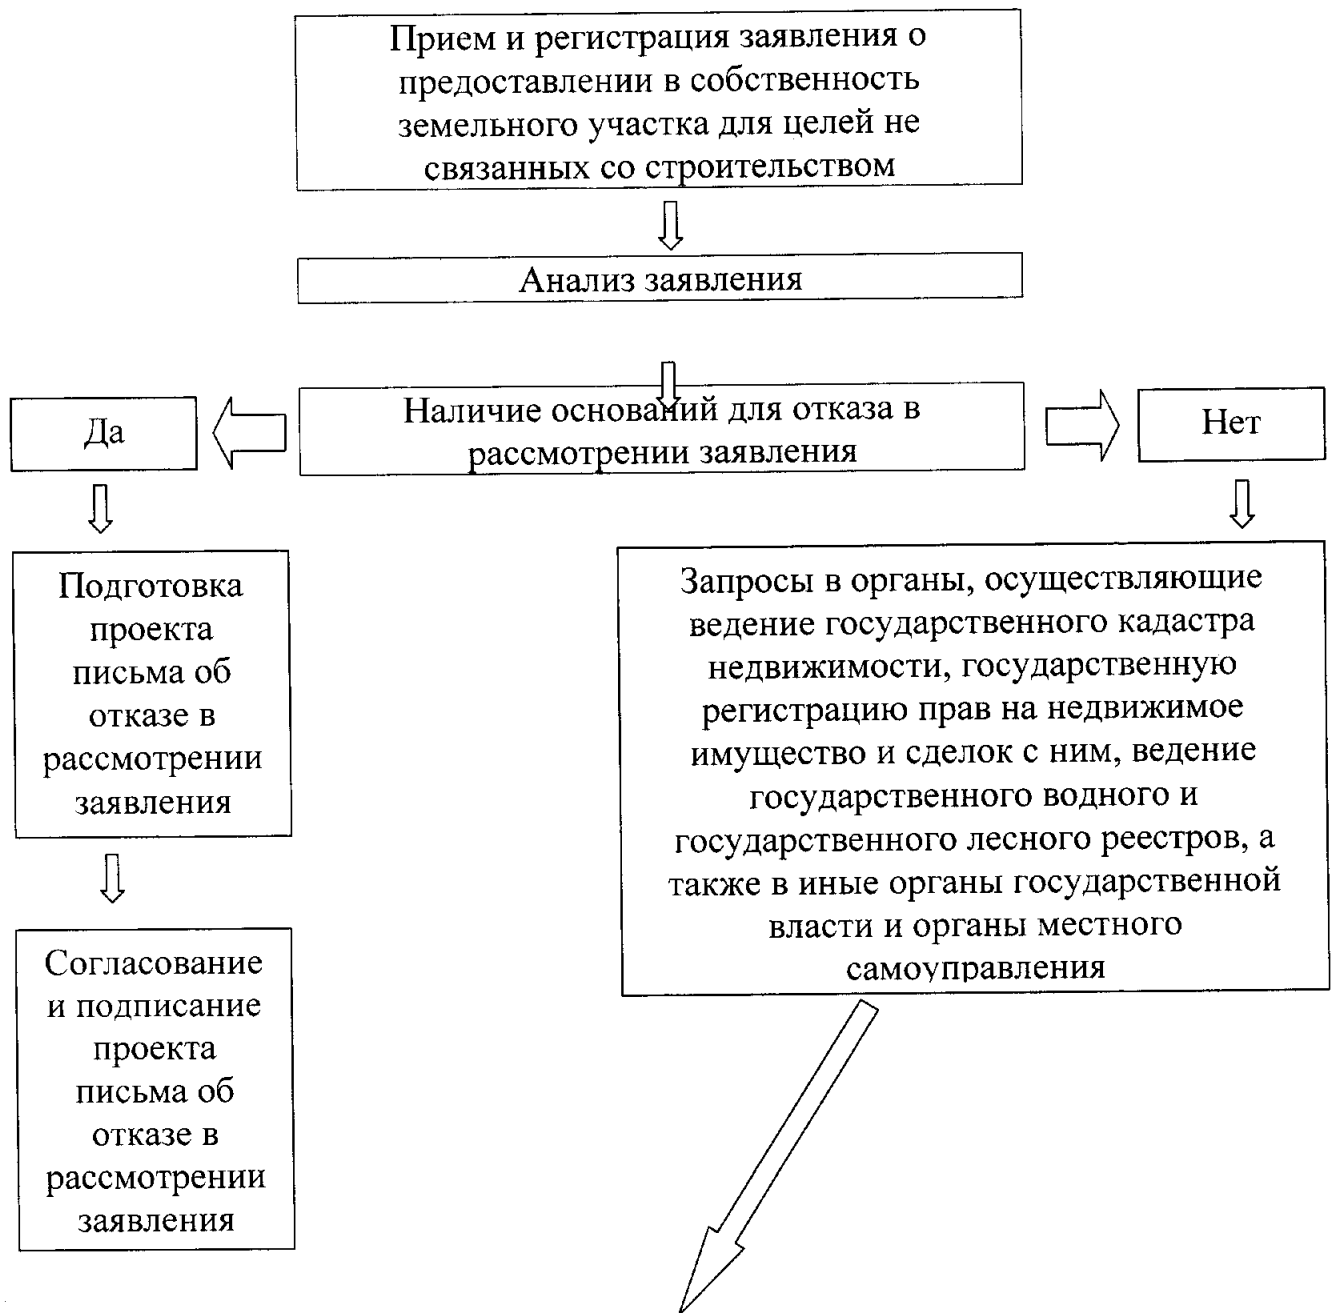 Прием и регистрация заявления о
предоставлении в собственность
земельного участка для целей не
связанных со строительством
Анализ заявления
Да
Наличие оснований для отказа в
рассмотрении заявления
Нет
Подготовка
проекта
письма об
отказе в
рассмотрении
заявления
Запросы в органы, осуществляющие
ведение государственного кадастра
недвижимости, государственную
регистрацию прав на недвижимое
имущество и сделок с ним, ведение
государственного водного и
государственного лесного реестров, а
также в иные органы государственной
власти и органы местного
самоуправления
Согласование
и подписание
проекта
письма об
отказе в
рассмотрении
заявления